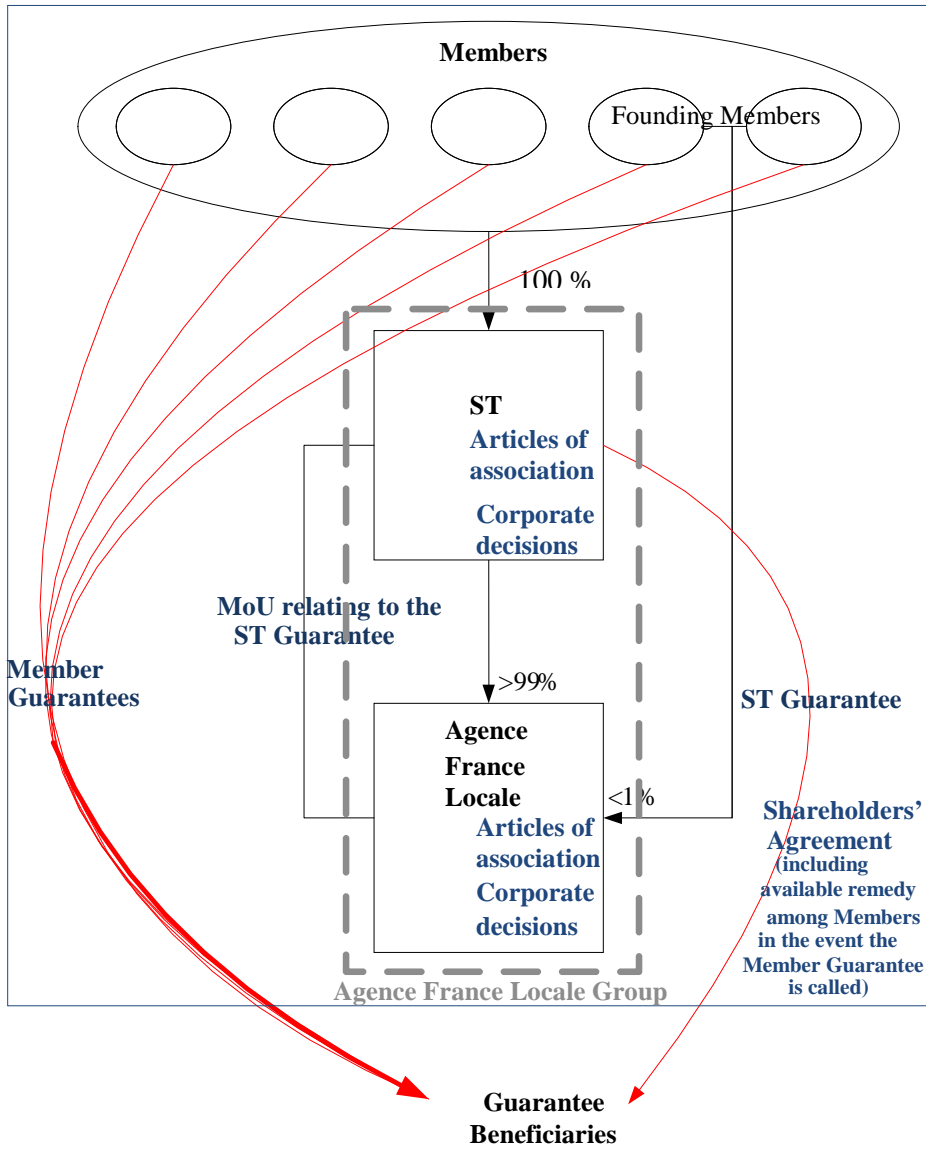 Members
Founding Members
100 %
ST
Articles of
association
Corporate
decisions
MoU relating to the
ST Guarantee
Member
Guarantees
>99%
ST Guarantee
Agence
France
Locale
<1%
Articles of
association
Corporate
decisions
Shareholders’
Agreement
(including
available remedy
among Members
in the event the
Member Guarantee
is called)
Agence France Locale Group
Guarantee
Beneficiaries